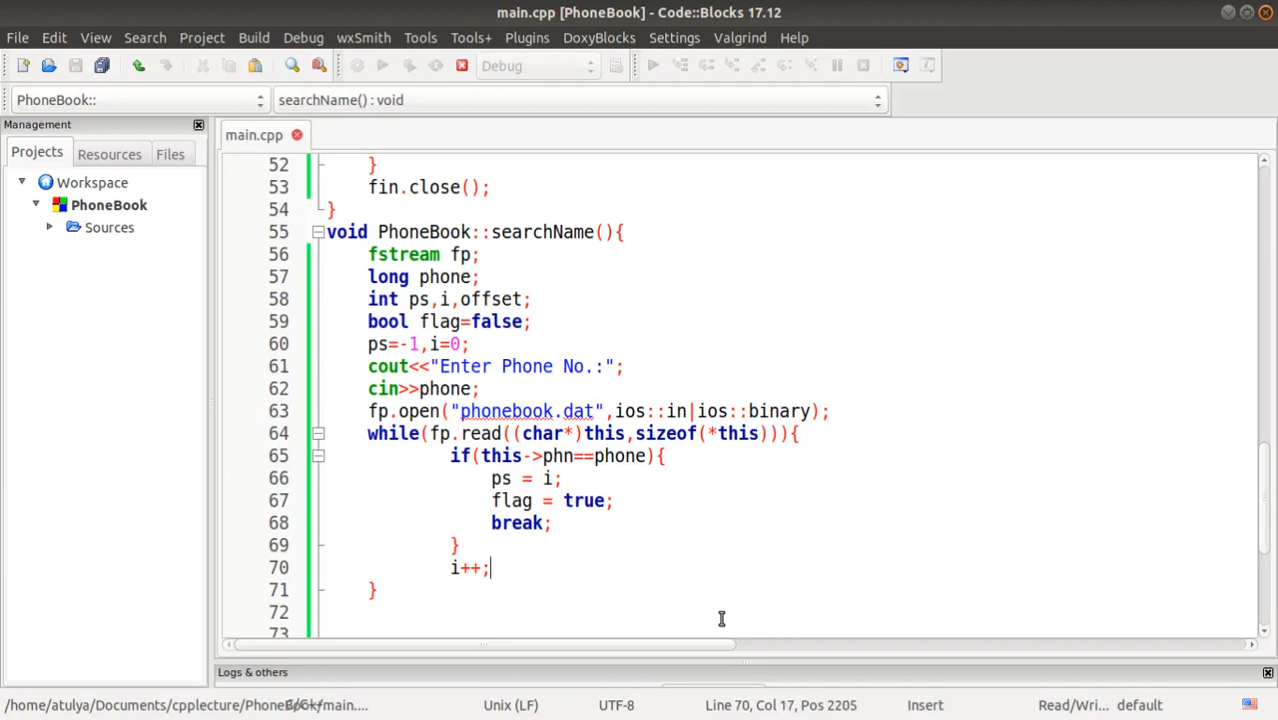 main.cpp [PhoneBook] - Code::Blocks 17.12
File Edit View Search Project Build Debug wxSmith Tools Tools+ Plugins DoxyBlocks Settings Valgrind Help
Debug
PhoneBook:: searchName() : void
Management
main.cpp
Projects Resources Files
Workspace
PhoneBook
Sources
52 }
53 fin.close();
54 }
55 void PhoneBook::searchName(){
56 fstream fp;
57 long phone;
58 int ps,i,offset;
59 bool flag=false;
60 ps=-1,i=0;
61 cout<<"Enter Phone No.:";
62 cin>>phone;
63 fp.open("phonebook.dat",ios::in|ios::binary);
64 while(fp.read((char*)this,sizeof(*this))){
65 if(this->phn==phone){
66 ps = i;
67 flag = true;
68 break;
69 }
70 i++;
71 }
72
73
Logs & others
Unix (LF) UTF-8 Line 70, Col 17, Pos 2205 Insert Read/Wri... default